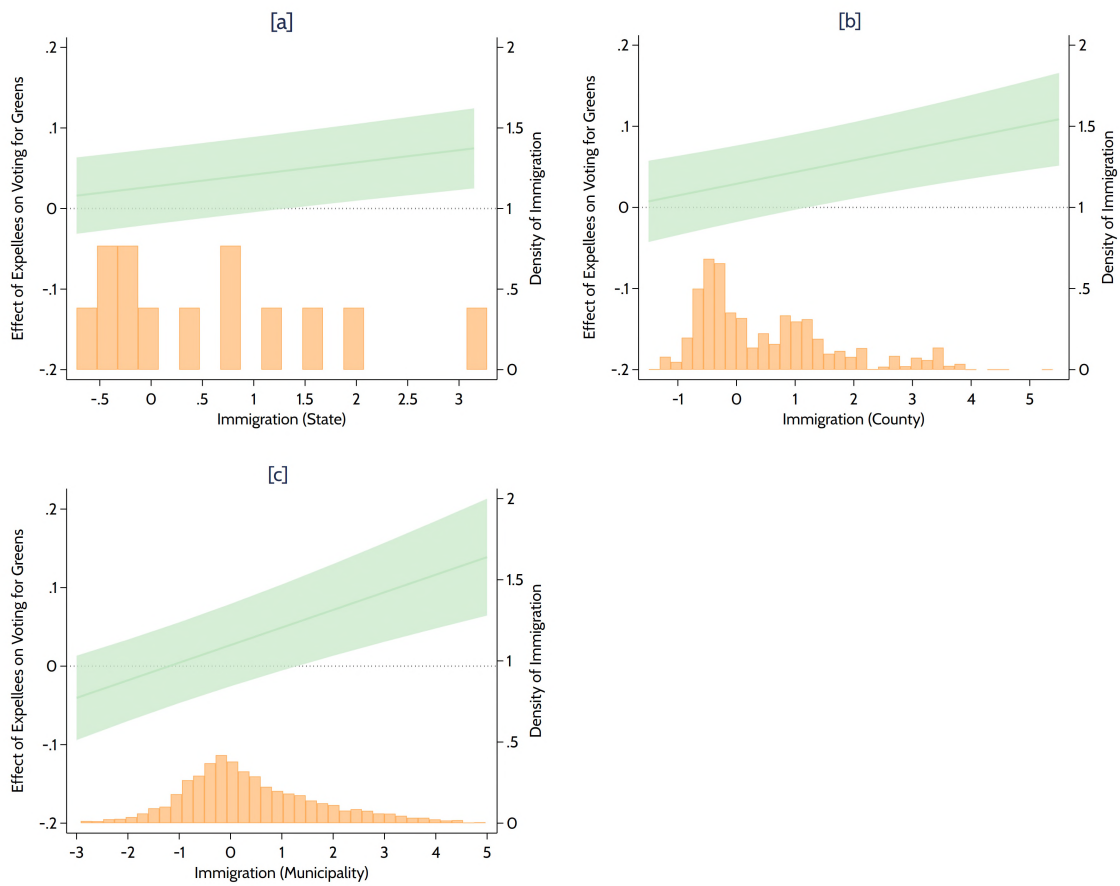 [a]
Effect of Expellees on Voting for Greens
.2
.1
0
-.1
-.2
2
1.5
1
.5
0
Density of Immigration
-.5 0 .5 1 1.5 2 2.5 3
Immigration (State)
[b]
Effect of Expellees on Voting for Greens
.2
.1
0
-.1
-.2
2
1.5
1
.5
0
Density of Immigration
-1 0 1 2 3 4 5
Immigration (County)
[c]
Effect of Expellees on Voting for Greens
.2
.1
0
-.1
-.2
2
1.5
1
.5
0
Density of Immigration
-3 -2 -1 0 1 2 3 4 5
Immigration (Municipality)